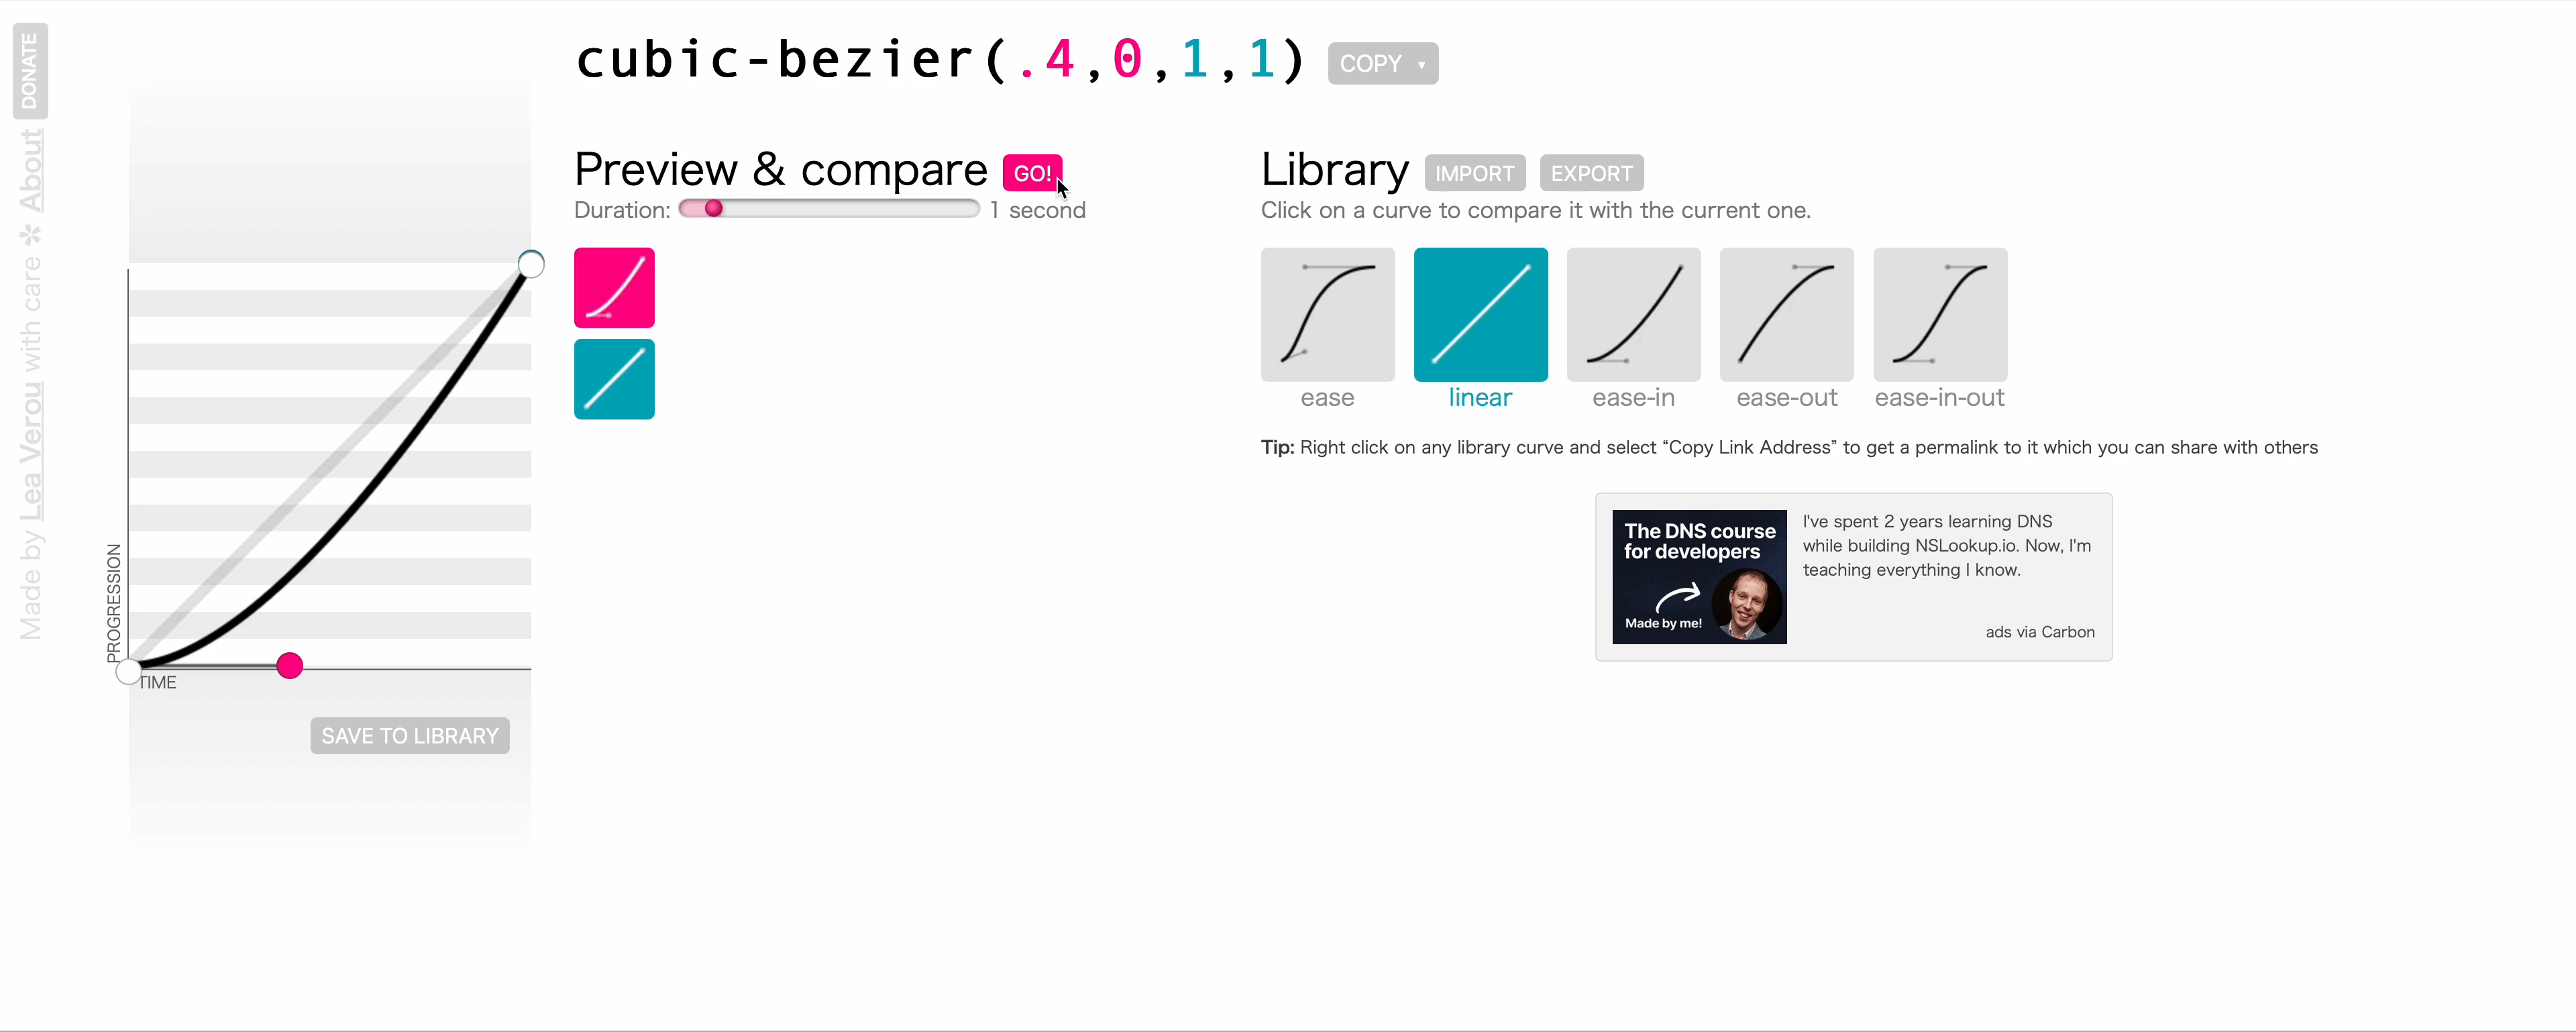 cubic-bezier(.4,0,1,1)
COPY ▾
DONATE
Made by Lea Verou with care ✲ About
Preview & compare
GO!
Duration:
1 second
Library
IMPORT
EXPORT
Click on a curve to compare it with the current one.
ease
linear
ease-in
ease-out
ease-in-out
Tip: Right click on any library curve and select “Copy Link Address” to get a permalink to it which you can share with others
The DNS course
for developers
Made by me!
I've spent 2 years learning DNS
while building NSLookup.io. Now, I'm
teaching everything I know.
ads via Carbon
PROGRESSION
TIME
SAVE TO LIBRARY